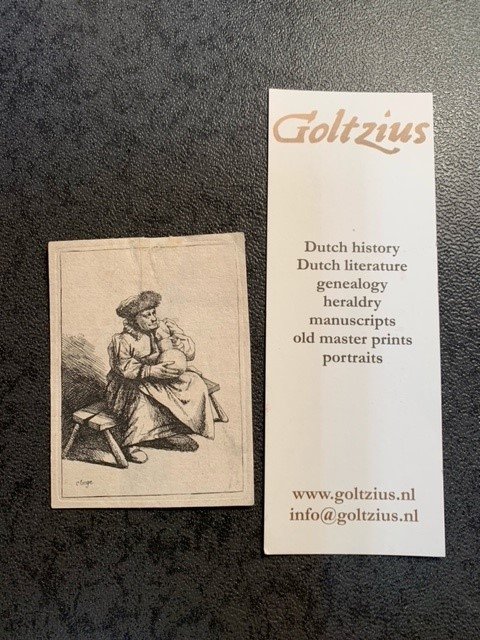 Goltzius
Dutch history
Dutch literature
genealogy
heraldry
manuscripts
old master prints
portraits
www.goltzius.nl
info@goltzius.nl